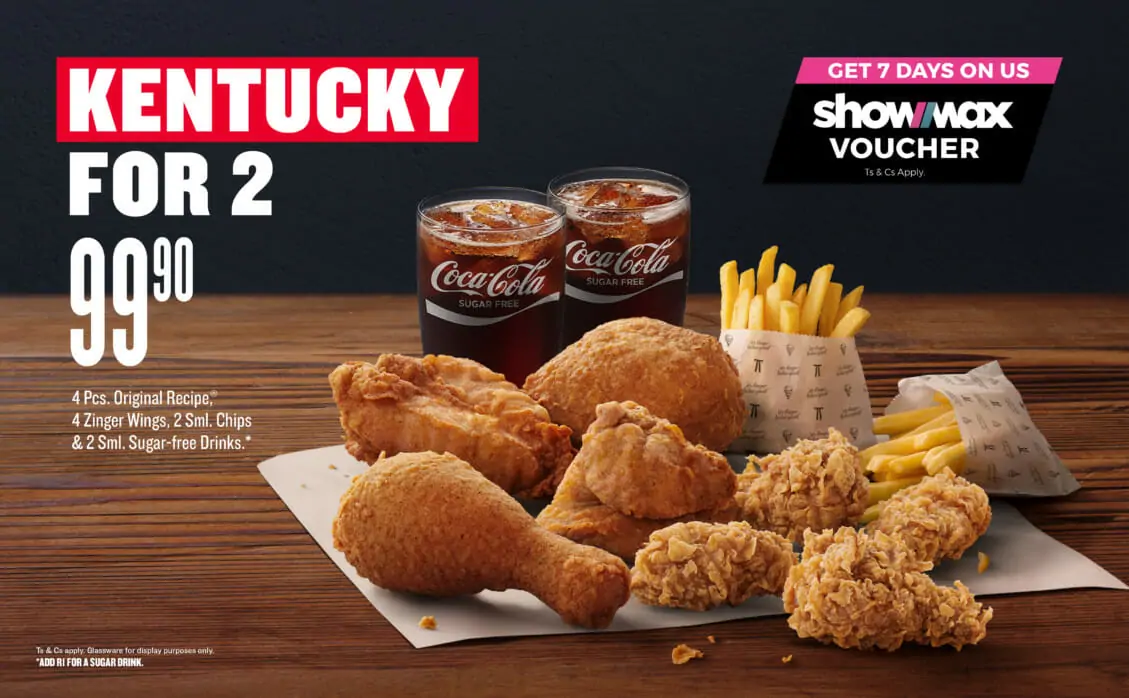 KENTUCKY
FOR 2
99 90
4 Pcs. Original Recipe,®
4 Zinger Wings, 2 Sml. Chips
& 2 Sml. Sugar-free Drinks.*
GET 7 DAYS ON US
showmax
VOUCHER
Ts & Cs Apply.
Coca-Cola
SUGAR FREE
Coca-Cola
SUGAR FREE
Ts & Cs apply. Glassware for display purposes only.
*ADD R1 FOR A SUGAR DRINK.